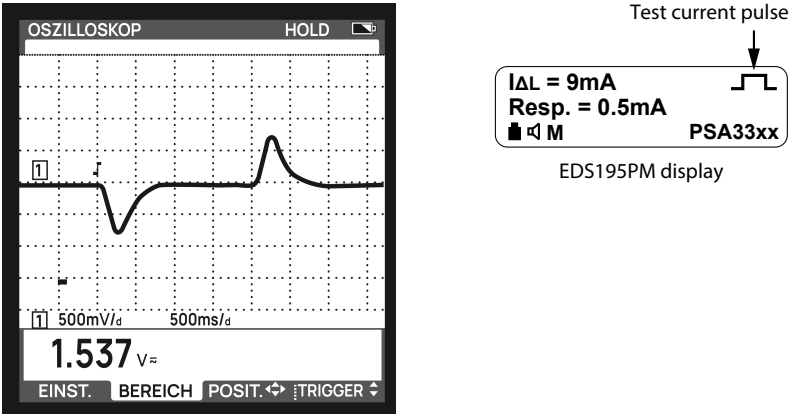 OSZILLOSKOP HOLD
1
1 500mV/d 500ms/d
1.537 V≂
EINST. BEREICH POSIT. TRIGGER
Test current pulse
IΔL = 9mA
Resp. = 0.5mA
M PSA33xx
EDS195PM display